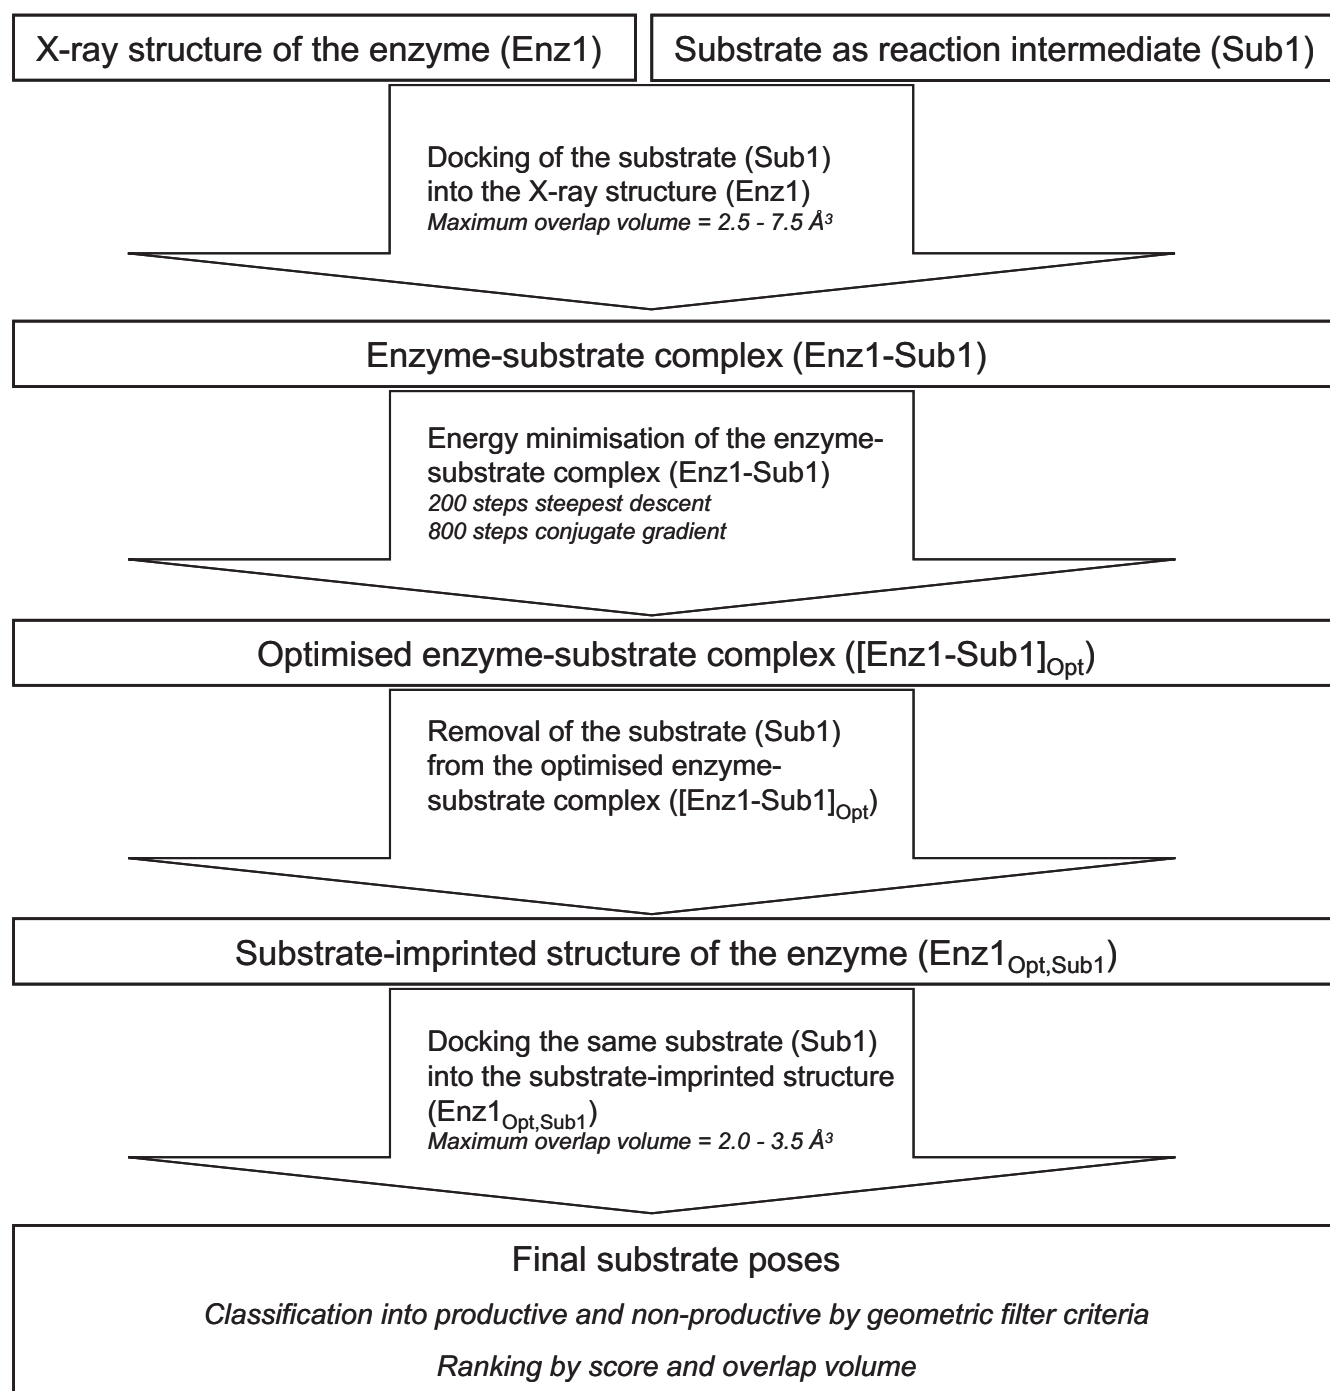 X-ray structure of the enzyme (Enz1)
Substrate as reaction intermediate (Sub1)
Docking of the substrate (Sub1)
into the X-ray structure (Enz1)
Maximum overlap volume = 2.5 - 7.5 Å³
Enzyme-substrate complex (Enz1-Sub1)
Energy minimisation of the enzyme-
substrate complex (Enz1-Sub1)
200 steps steepest descent
800 steps conjugate gradient
Optimised enzyme-substrate complex ([Enz1-Sub1]Opt)
Removal of the substrate (Sub1)
from the optimised enzyme-
substrate complex ([Enz1-Sub1]Opt)
Substrate-imprinted structure of the enzyme (Enz1Opt,Sub1)
Docking the same substrate (Sub1)
into the substrate-imprinted structure
(Enz1Opt,Sub1)
Maximum overlap volume = 2.0 - 3.5 Å³
Final substrate poses
Classification into productive and non-productive by geometric filter criteria
Ranking by score and overlap volume